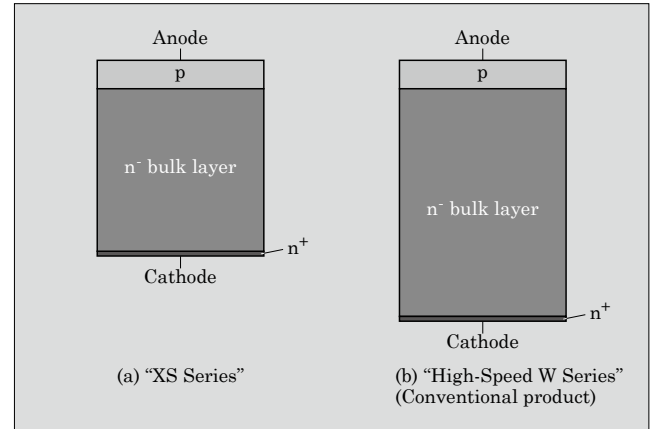 Anode
p
n⁻ bulk layer
n⁺
Cathode
(a) “XS Series”
Anode
p
n⁻ bulk layer
n⁺
Cathode
(b) “High-Speed W Series”
(Conventional product)